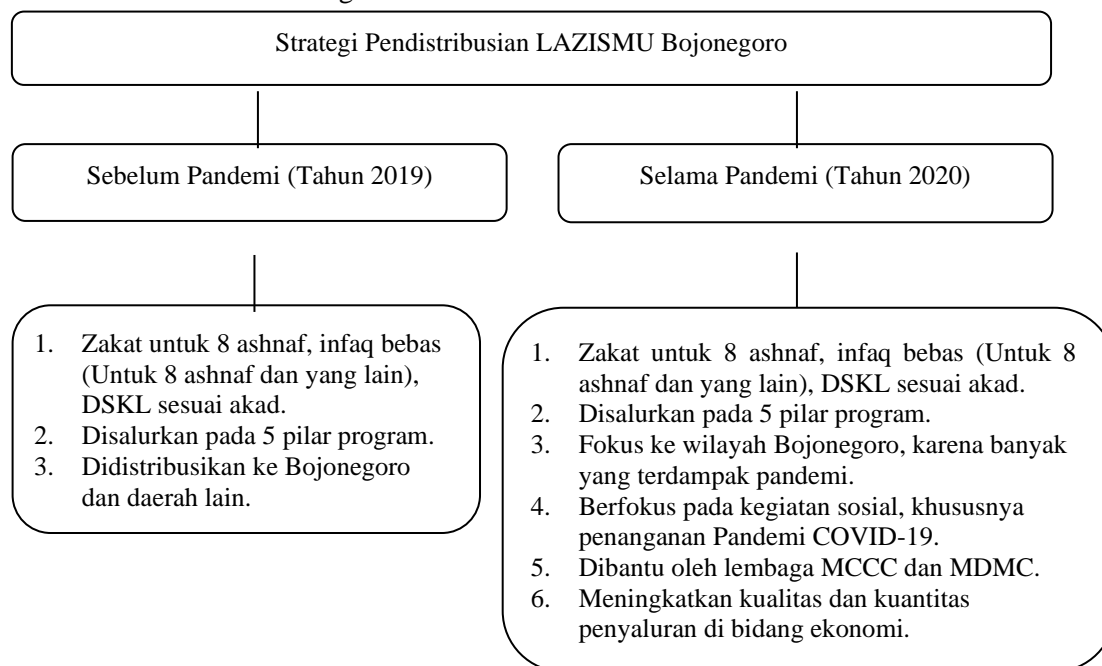 Strategi Pendistribusian LAZISMU Bojonegoro
Sebelum Pandemi (Tahun 2019)
Selama Pandemi (Tahun 2020)
1. Zakat untuk 8 ashnaf, infaq bebas
(Untuk 8 ashnaf dan yang lain),
DSKL sesuai akad.
2. Disalurkan pada 5 pilar program.
3. Didistribusikan ke Bojonegoro
dan daerah lain.
1. Zakat untuk 8 ashnaf, infaq bebas (Untuk 8
ashnaf dan yang lain), DSKL sesuai akad.
2. Disalurkan pada 5 pilar program.
3. Fokus ke wilayah Bojonegoro, karena banyak
yang terdampak pandemi.
4. Berfokus pada kegiatan sosial, khususnya
penanganan Pandemi COVID-19.
5. Dibantu oleh lembaga MCCC dan MDMC.
6. Meningkatkan kualitas dan kuantitas
penyaluran di bidang ekonomi.